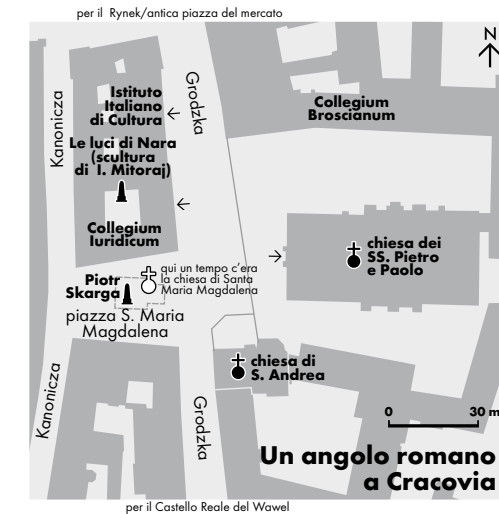 per il Rynek/antica piazza del mercato
N
Kanonicza
Grodzka
Istituto
Italiano
di Cultura
Collegium
Broscianum
Le luci di Nara
(scultura
di I. Mitoraj)
Collegium
Iuridicum
chiesa dei
SS. Pietro
e Paolo
qui un tempo c'era
la chiesa di Santa
Maria Magdalena
Piotr
Skarga
piazza S. Maria
Magdalena
chiesa di
S. Andrea
Kanonicza
Grodzka
0 30 m
Un angolo romano
a Cracovia
per il Castello Reale del Wawel